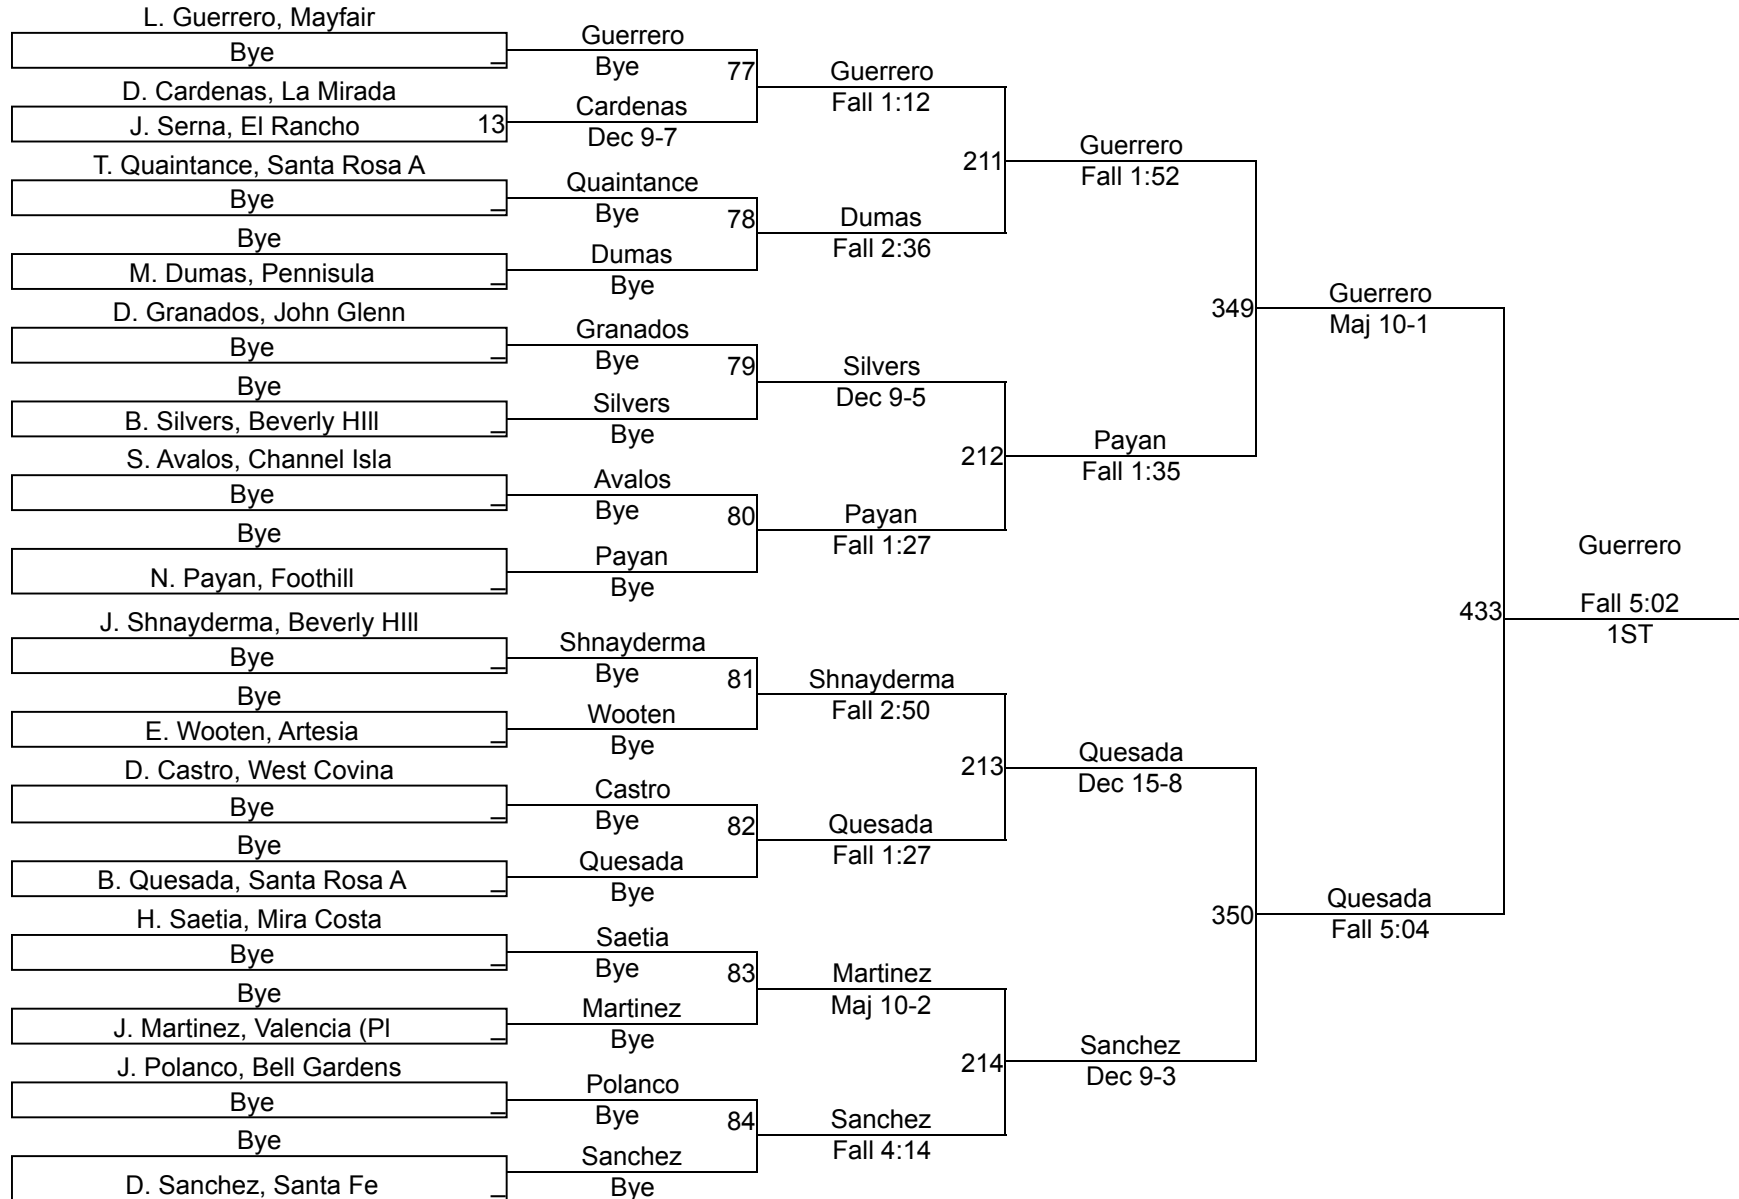 L. Guerrero, Mayfair
Bye _
D. Cardenas, La Mirada
J. Serna, El Rancho 13
T. Quaintance, Santa Rosa A
Bye _
Bye
M. Dumas, Pennisula _
D. Granados, John Glenn
Bye _
Bye
B. Silvers, Beverly HIll _
S. Avalos, Channel Isla
Bye _
Bye
N. Payan, Foothill _
J. Shnayderma, Beverly HIll
Bye _
Bye
E. Wooten, Artesia _
D. Castro, West Covina
Bye _
Bye
B. Quesada, Santa Rosa A _
H. Saetia, Mira Costa
Bye _
Bye
J. Martinez, Valencia (Pl _
J. Polanco, Bell Gardens
Bye _
Bye
D. Sanchez, Santa Fe _
Guerrero
Bye 77
Cardenas
Dec 9-7
Quaintance
Bye 78
Dumas
Bye
Granados
Bye 79
Silvers
Bye
Avalos
Bye 80
Payan
Bye
Shnayderma
Bye 81
Wooten
Bye
Castro
Bye 82
Quesada
Bye
Saetia
Bye 83
Martinez
Bye
Polanco
Bye 84
Sanchez
Bye
Guerrero
Fall 1:12
211
Dumas
Fall 2:36
Silvers
Dec 9-5
212
Payan
Fall 1:27
Shnayderma
Fall 2:50
213
Quesada
Fall 1:27
Martinez
Maj 10-2
214
Sanchez
Fall 4:14
Guerrero
Fall 1:52
349
Payan
Fall 1:35
Quesada
Dec 15-8
350
Sanchez
Dec 9-3
Guerrero
Maj 10-1
433
Quesada
Fall 5:04
Guerrero
Fall 5:02
1ST